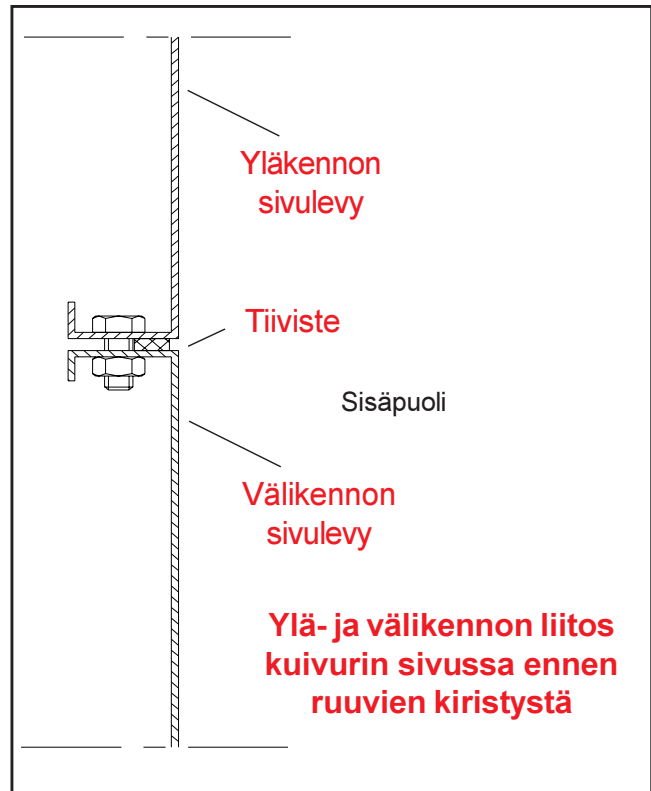 Yläkennon
sivulevy
Tiiviste
Sisäpuoli
Välikennon
sivulevy
Ylä- ja välikennon liitos
kuivurin sivussa ennen
ruuvien kiristystä